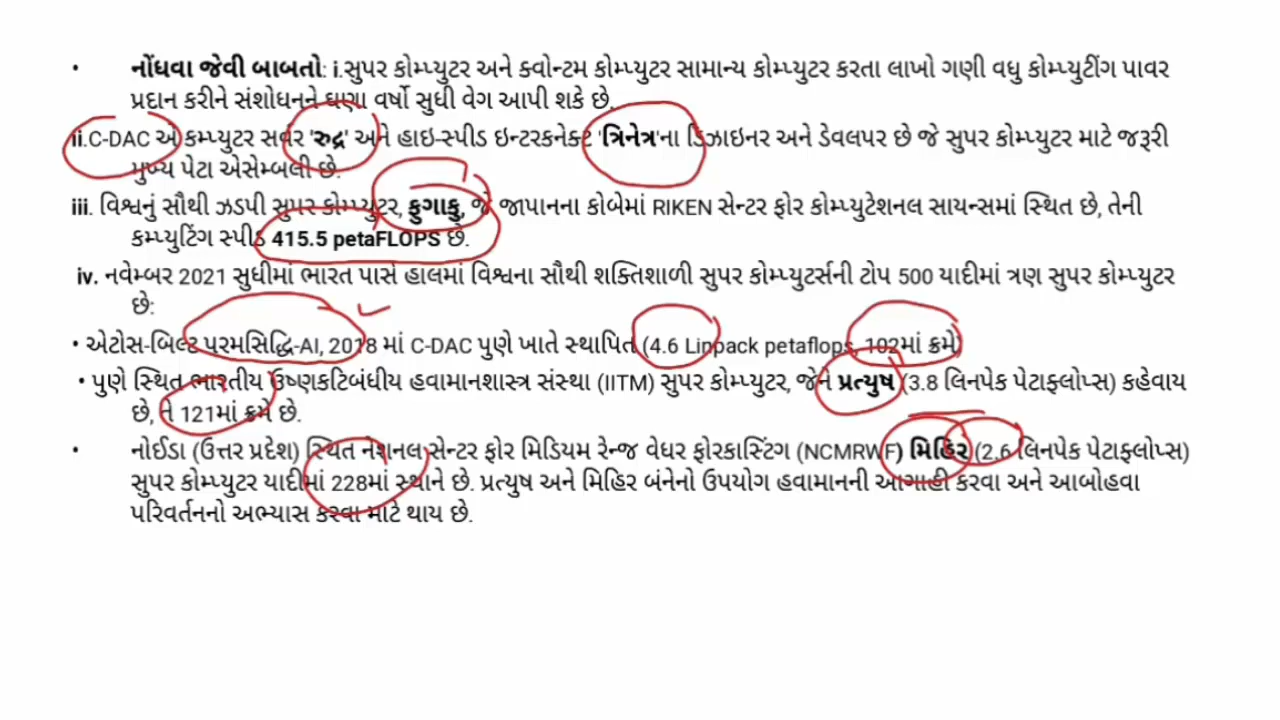 • નોંધવા જેવી બાબતો: i.સુપર કોમ્પ્યુટર અને ક્વોન્ટમ કોમ્પ્યુટર સામાન્ય કોમ્પ્યુટર કરતા લાખો ગણી વધુ કોમ્પ્યુટીંગ પાવર
પ્રદાન કરીને સંશોધનને ઘણા વર્ષો સુધી વેગ આપી શકે છે.
ii.C-DAC એ કમ્પ્યુટર સર્વર 'રુદ્ર' અને હાઇ-સ્પીડ ઇન્ટરકનેક્ટ 'ત્રિનેત્ર'ના ડિઝાઇનર અને ડેવલપર છે જે સુપર કોમ્પ્યુટર માટે જરૂરી
મુખ્ય પેટા એસેમ્બલી છે.
iii. વિશ્વનું સૌથી ઝડપી સુપર કોમ્પ્યુટર, ફુગાકુ, જે જાપાનના કોબેમાં RIKEN સેન્ટર ફોર કોમ્પ્યુટેશનલ સાયન્સમાં સ્થિત છે, તેની
કમ્પ્યુટિંગ સ્પીડ 415.5 petaFLOPS છે.
iv. નવેમ્બર 2021 સુધીમાં ભારત પાસે હાલમાં વિશ્વના સૌથી શક્તિશાળી સુપર કોમ્પ્યુટર્સની ટોપ 500 યાદીમાં ત્રણ સુપર કોમ્પ્યુટર
છે:
• એટોસ-બિલ્ટ પરમસિદ્ધિ-AI, 2018 માં C-DAC પુણે ખાતે સ્થાપિત (4.6 Linpack petaflops, 102માં ક્રમે)
• પુણે સ્થિત ભારતીય ઉષ્ણકટિબંધીય હવામાનશાસ્ત્ર સંસ્થા (IITM) સુપર કોમ્પ્યુટર, જેને પ્રત્યુષ (3.8 લિનપેક પેટાફ્લોપ્સ) કહેવાય
છે, તે 121માં ક્રમે છે.
• નોઈડા (ઉત્તર પ્રદેશ) સ્થિત નેશનલ સેન્ટર ફોર મિડિયમ રેન્જ વેધર ફોરકાસ્ટિંગ (NCMRWF) મિહિર (2.6 લિનપેક પેટાફ્લોપ્સ)
સુપર કોમ્પ્યુટર યાદીમાં 228માં સ્થાને છે. પ્રત્યુષ અને મિહિર બંનેનો ઉપયોગ હવામાનની આગાહી કરવા અને આબોહવા
પરિવર્તનનો અભ્યાસ કરવા માટે થાય છે.